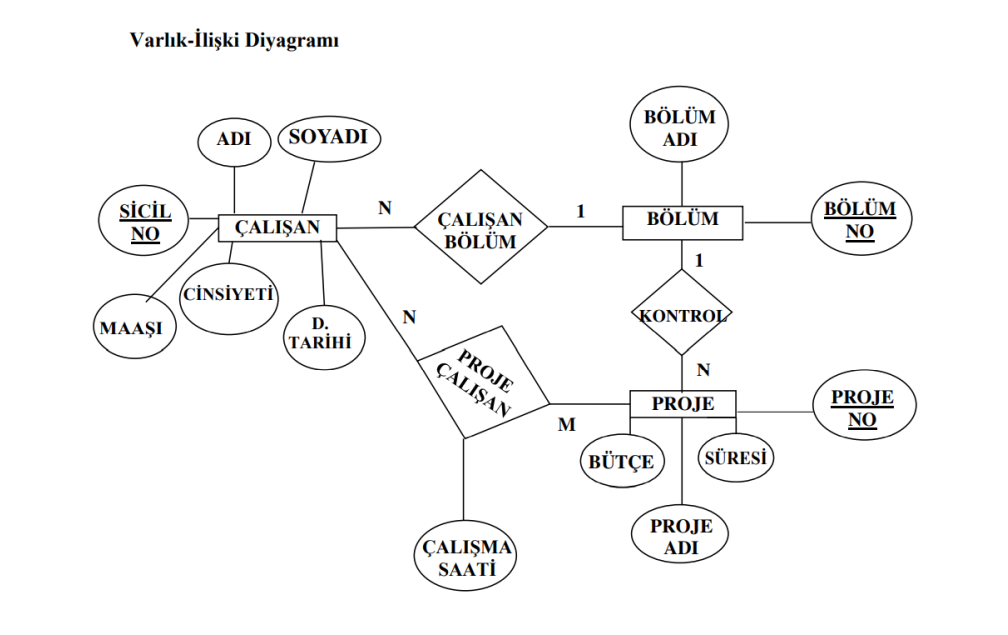 Varlık-İlişki Diyagramı
ADI
SOYADI
BÖLÜM
ADI
SİCİL
NO
ÇALIŞAN
N
ÇALIŞAN
BÖLÜM
1
BÖLÜM
BÖLÜM
NO
1
CİNSİYETİ
MAAŞI
D.
TARİHİ
N
KONTROL
PROJE
ÇALIŞAN
N
M
PROJE
PROJE
NO
BÜTÇE
SÜRESİ
PROJE
ADI
ÇALIŞMA
SAATİ